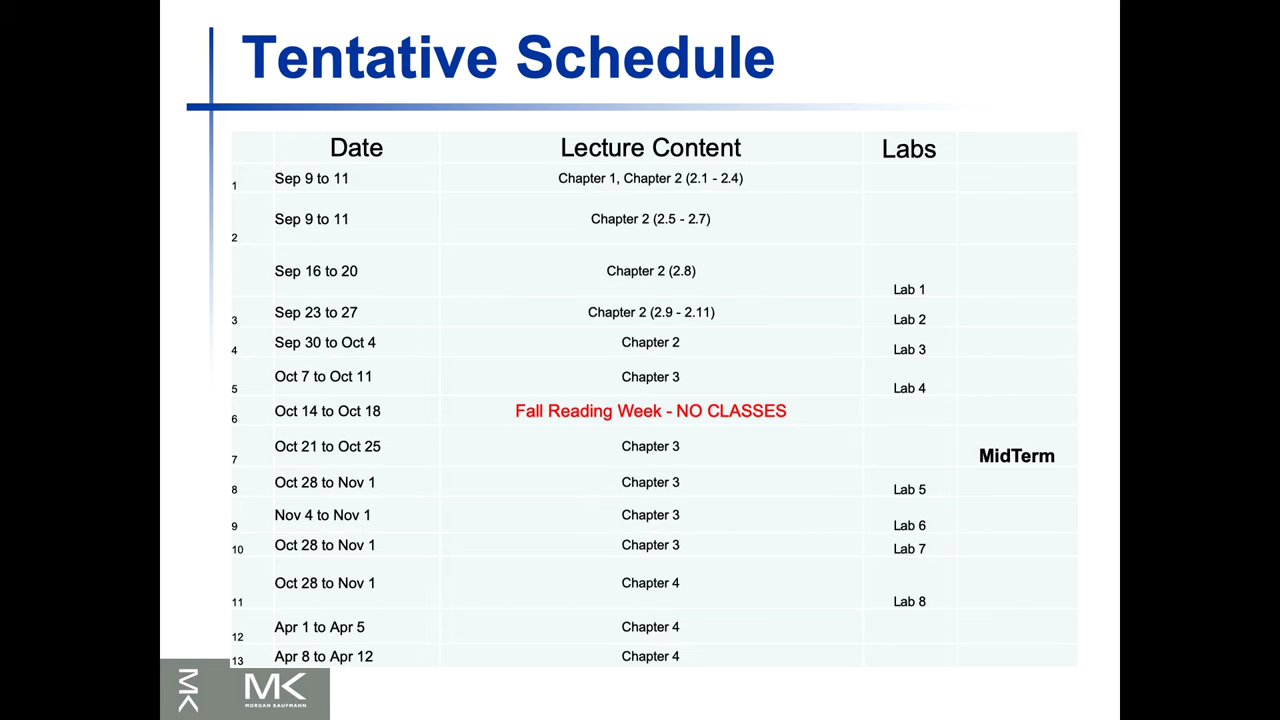 Tentative Schedule
Date Lecture Content Labs
1 Sep 9 to 11 Chapter 1, Chapter 2 (2.1 - 2.4)
2 Sep 9 to 11 Chapter 2 (2.5 - 2.7)
Sep 16 to 20 Chapter 2 (2.8) Lab 1
3 Sep 23 to 27 Chapter 2 (2.9 - 2.11) Lab 2
4 Sep 30 to Oct 4 Chapter 2 Lab 3
5 Oct 7 to Oct 11 Chapter 3 Lab 4
6 Oct 14 to Oct 18 Fall Reading Week - NO CLASSES
7 Oct 21 to Oct 25 Chapter 3 MidTerm
8 Oct 28 to Nov 1 Chapter 3 Lab 5
9 Nov 4 to Nov 1 Chapter 3 Lab 6
10 Oct 28 to Nov 1 Chapter 3 Lab 7
11 Oct 28 to Nov 1 Chapter 4 Lab 8
12 Apr 1 to Apr 5 Chapter 4
13 Apr 8 to Apr 12 Chapter 4
MK
MK
MORGAN KAUFMANN